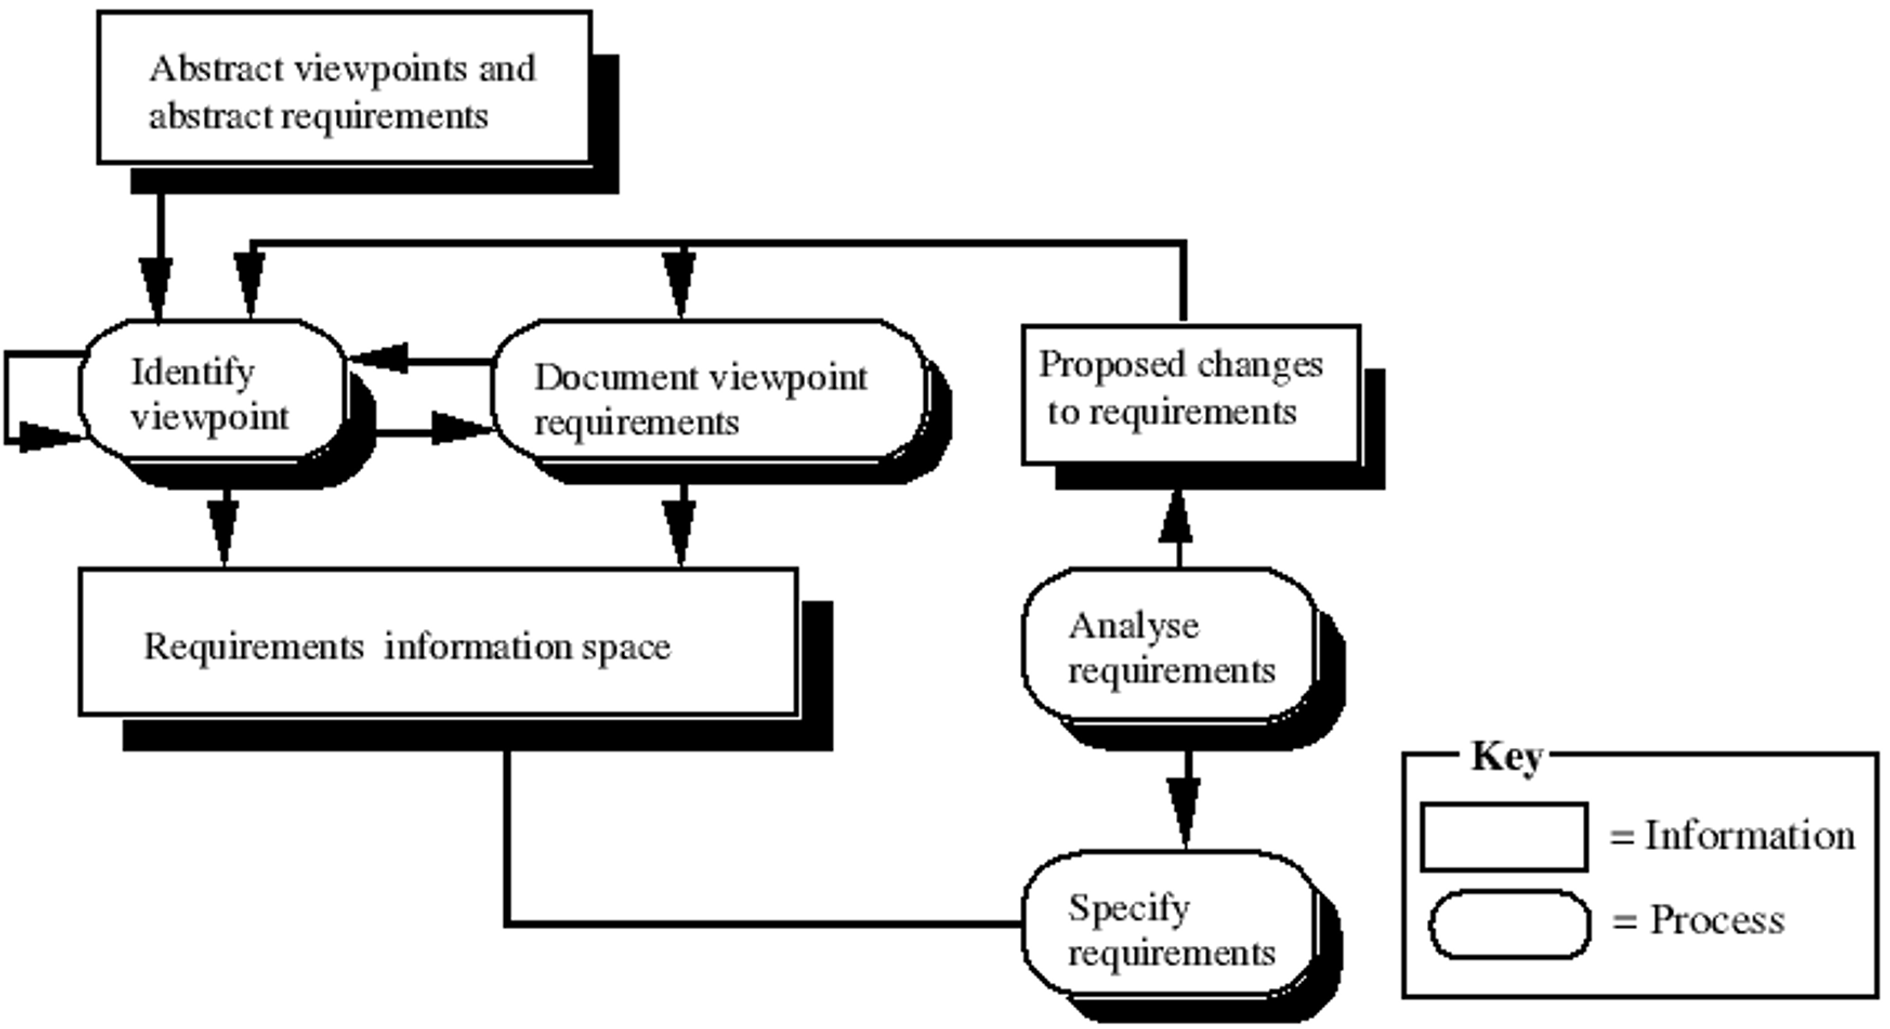 Abstract viewpoints and
abstract requirements
Identify
viewpoint
Document viewpoint
requirements
Proposed changes
to requirements
Requirements information space
Analyse
requirements
Specify
requirements
Key
= Information
= Process